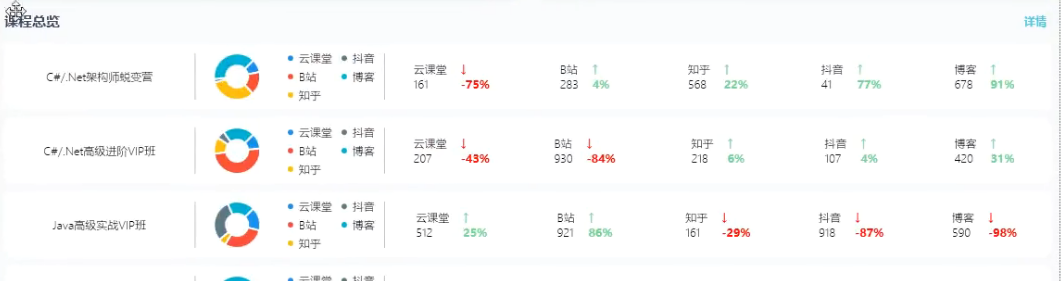 课程总览 详情
云课堂 抖音
C#/.Net架构师蜕变营 B站 博客 云课堂 ↓ B站 ↑ 知乎 ↑ 抖音 ↑ 博客 ↑
知乎 161 -75% 283 4% 568 22% 41 77% 678 91%
云课堂 抖音
C#/.Net高级进阶VIP班 B站 博客 云课堂 ↓ B站 ↓ 知乎 ↑ 抖音 ↑ 博客 ↑
知乎 207 -43% 930 -84% 218 6% 107 4% 420 31%
云课堂 抖音
Java高级实战VIP班 B站 博客 云课堂 ↑ B站 ↑ 知乎 ↓ 抖音 ↓ 博客 ↓
知乎 512 25% 921 86% 161 -29% 918 -87% 590 -98%
云课堂 抖音